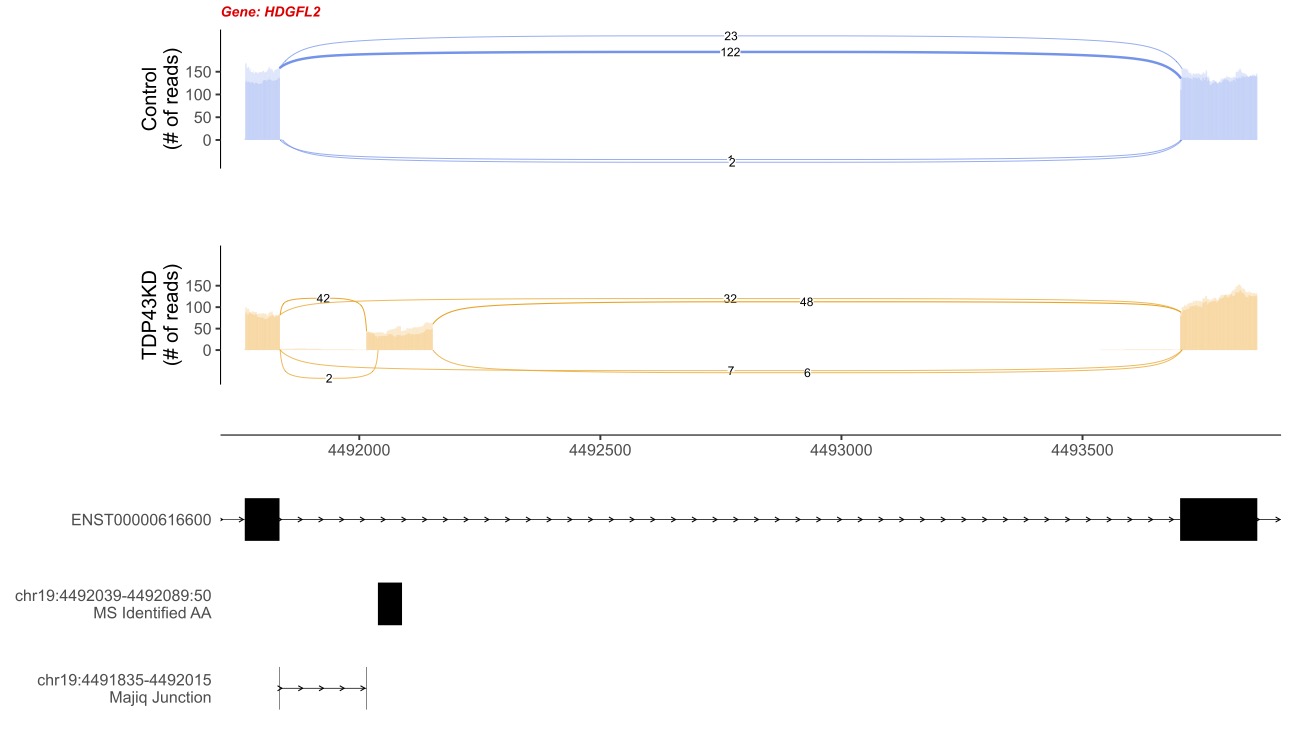 Gene: HDGFL2
Control
(# of reads)
150
100
50
0
23
122
2
TDP43KD
(# of reads)
150
100
50
0
42
32
48
2
7
6
4492000
4492500
4493000
4493500
ENST00000616600
chr19:4492039-4492089:50
MS Identified AA
chr19:4491835-4492015
Majiq Junction